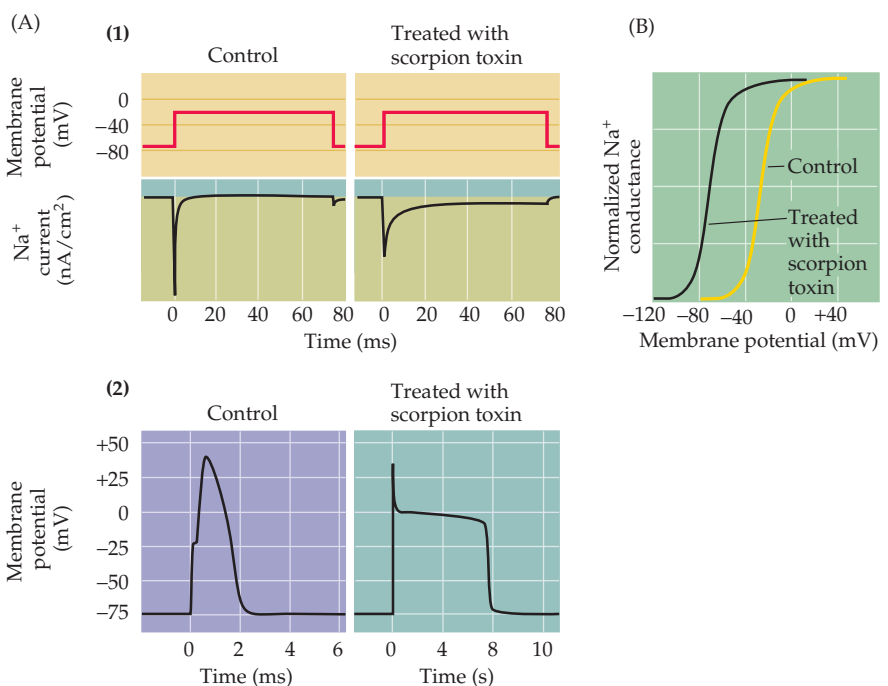 (A)
(1)
Control
Treated with
scorpion toxin
Membrane
potential
(mV)
0
−40
−80
Na+
current
(nA/cm2)
0 20 40 60 80
0 20 40 60 80
Time (ms)
(B)
Normalized Na+
conductance
Control
Treated
with
scorpion
toxin
−120 −80 −40 0 +40
Membrane potential (mV)
(2)
Control
Treated with
scorpion toxin
Membrane
potential
(mV)
+50
+25
0
−25
−50
−75
0 2 4 6
Time (ms)
0 4 8 10
Time (s)